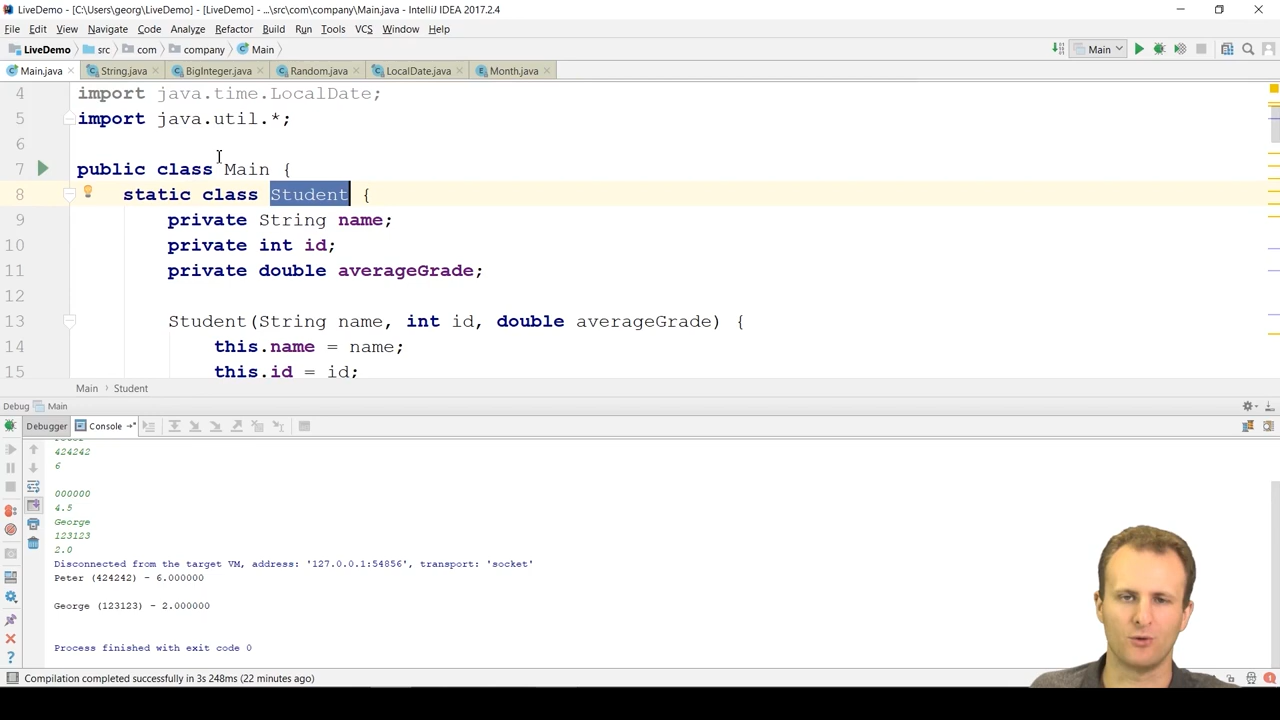 LiveDemo - [C:\Users\georg\LiveDemo] - [LiveDemo] - ...\src\com\company\Main.java - IntelliJ IDEA 2017.2.4
File Edit View Navigate Code Analyze Refactor Build Run Tools VCS Window Help
LiveDemo src com company Main Main
Main.java String.java BigInteger.java Random.java LocalDate.java Month.java
4 import java.time.LocalDate;
5 import java.util.*;
6
7 public class Main {
8 static class Student {
9 private String name;
10 private int id;
11 private double averageGrade;
12
13 Student(String name, int id, double averageGrade) {
14 this.name = name;
15 this.id = id;
Main Student
Debug Main
Debugger Console
424242
6
000000
4.5
George
123123
2.0
Disconnected from the target VM, address: '127.0.0.1:54856', transport: 'socket'
Peter (424242) - 6.000000
George (123123) - 2.000000
Process finished with exit code 0
Compilation completed successfully in 3s 248ms (22 minutes ago)